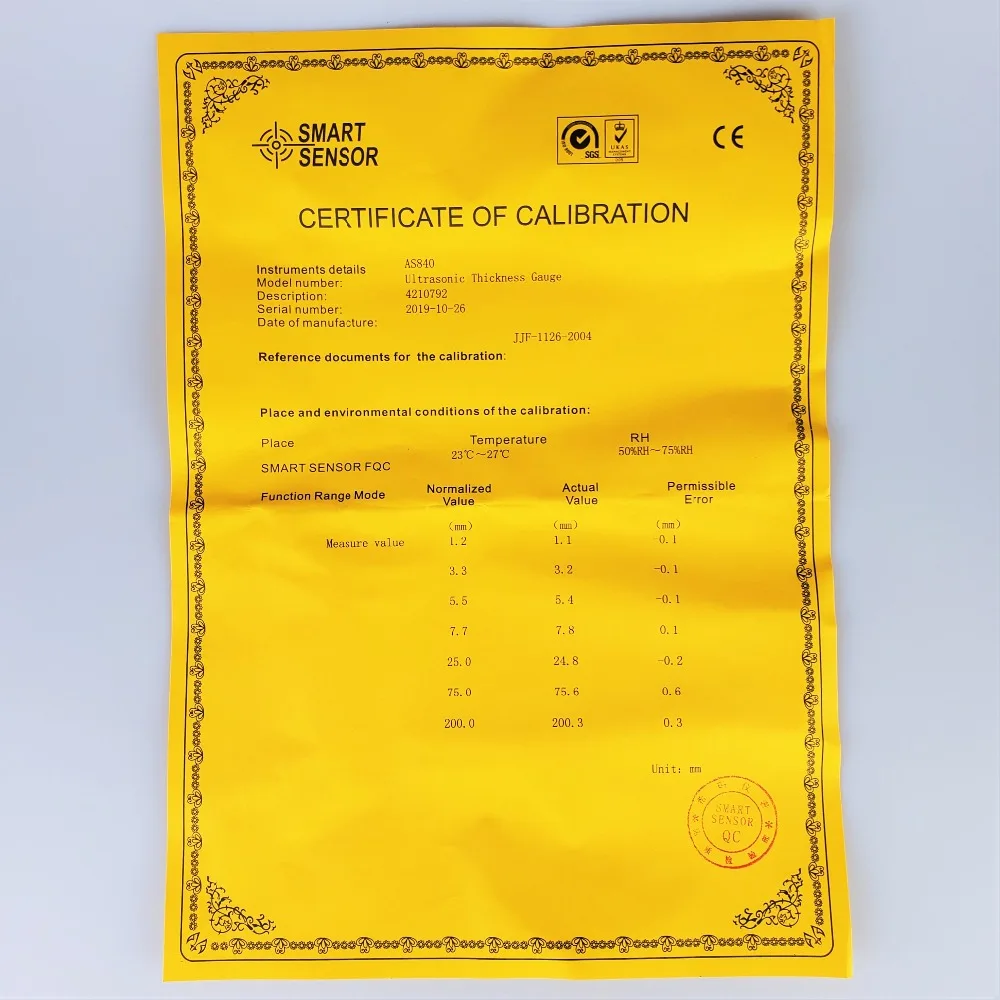 SMART
SENSOR
SGS
UKAS
CE
CERTIFICATE OF CALIBRATION
Instruments details
AS840
Model number:
Ultrasonic Thickness Gauge
Description:
4210792
Serial number:
2019-10-26
Date of manufacture:
JJF-1126-2004
Reference documents for the calibration:
Place and environmental conditions of the calibration:
Place Temperature RH
23℃～27℃ 50%RH～75%RH
SMART SENSOR FQC
Function Range Mode Normalized Value Actual Value Permissible Error
(mm) (mm) (mm)
Measure value 1.2 1.1 -0.1
3.3 3.2 -0.1
5.5 5.4 -0.1
7.7 7.8 0.1
25.0 24.8 -0.2
75.0 75.6 0.6
200.0 200.3 0.3
Unit: mm
SMART
SENSOR
QC